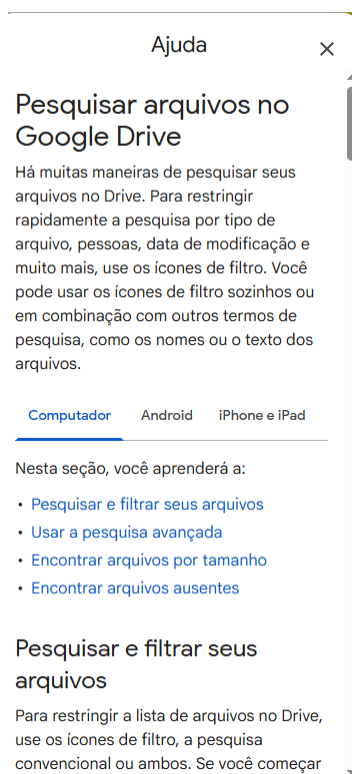 Ajuda
Pesquisar arquivos no
Google Drive
Há muitas maneiras de pesquisar seus
arquivos no Drive. Para restringir
rapidamente a pesquisa por tipo de
arquivo, pessoas, data de modificação e
muito mais, use os ícones de filtro. Você
pode usar os ícones de filtro sozinhos ou
em combinação com outros termos de
pesquisa, como os nomes ou o texto dos
arquivos.
Computador Android iPhone e iPad
Nesta seção, você aprenderá a:
• Pesquisar e filtrar seus arquivos
• Usar a pesquisa avançada
• Encontrar arquivos por tamanho
• Encontrar arquivos ausentes
Pesquisar e filtrar seus
arquivos
Para restringir a lista de arquivos no Drive,
use os ícones de filtro, a pesquisa
convencional ou ambos. Se você começar